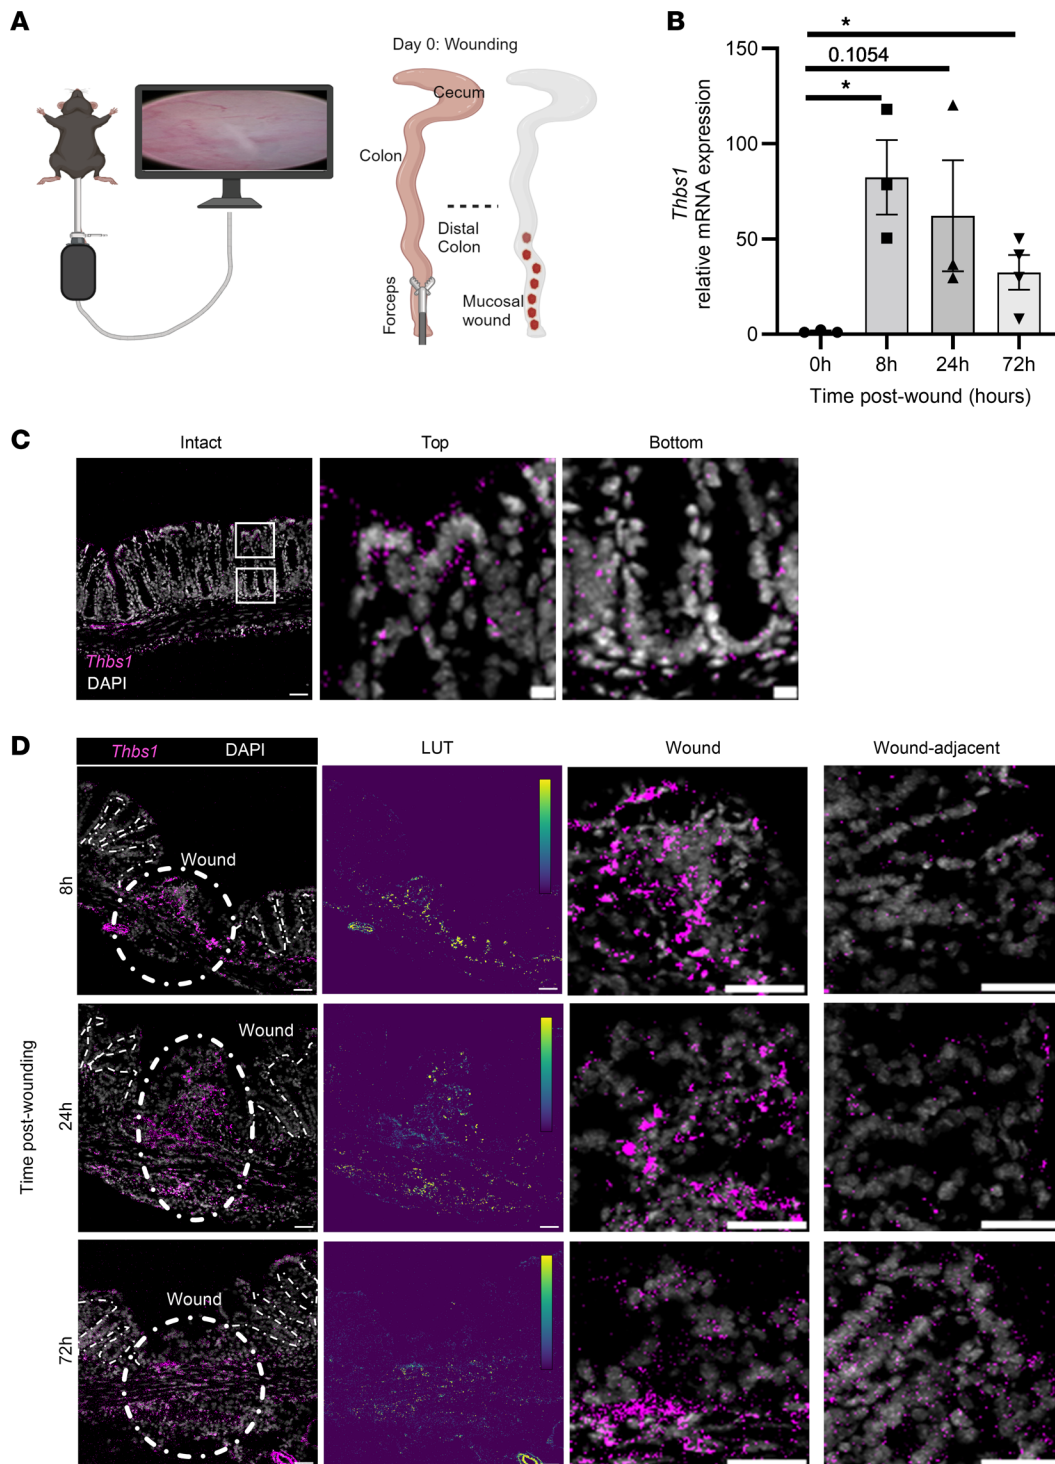 A
Day 0: Wounding
Cecum
Colon
Distal
Colon
Forceps
Mucosal
wound
B
*
0.1054
*
150
100
50
0
Thbs1
relative mRNA expression
0h 8h 24h 72h
Time post-wound (hours)
C
Intact Top Bottom
Thbs1
DAPI
D
Thbs1 DAPI LUT Wound Wound-adjacent
Time post-wounding
8h
Wound
24h
Wound
72h
Wound